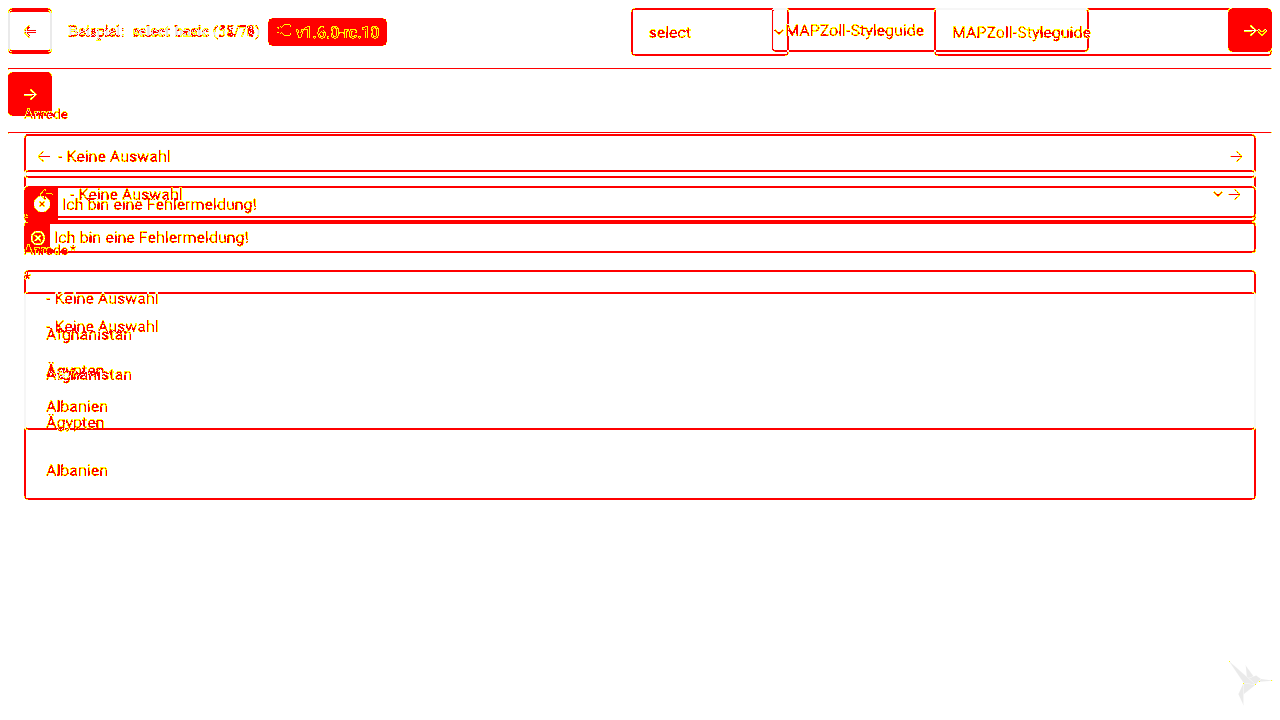 Beispiel: select basic (58/78) v1.6.0-rc.10 select MAPZoll-Styleguide MAPZoll-Styleguide
Anrede
- Keine Auswahl
- Keine Auswahl
Ich bin eine Fehlermeldung!
*
Ich bin eine Fehlermeldung!
Anrede *
*
- Keine Auswahl
- Keine Auswahl
Afghanistan
Ägypten
Afghanistan
Albanien
Ägypten
Albanien